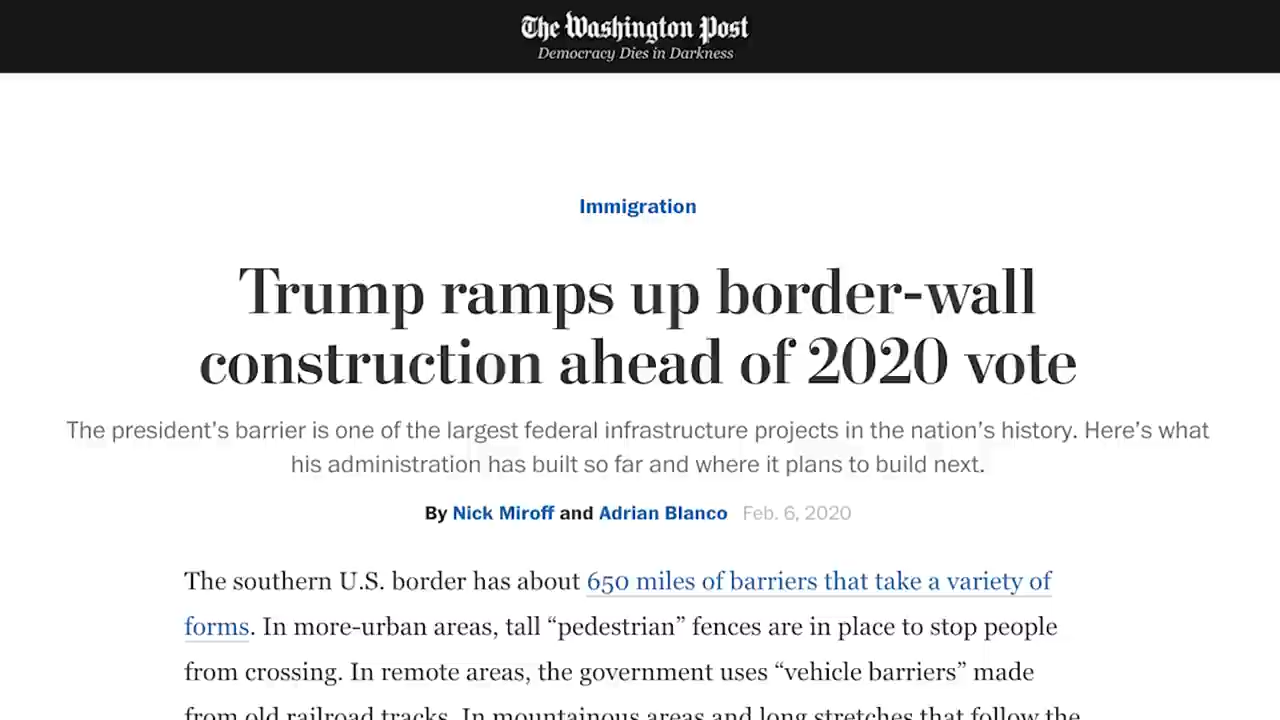 The Washington Post
Democracy Dies in Darkness
Immigration
Trump ramps up border-wall
construction ahead of 2020 vote
The president’s barrier is one of the largest federal infrastructure projects in the nation’s history. Here’s what
his administration has built so far and where it plans to build next.
By Nick Miroff and Adrian Blanco Feb. 6, 2020
The southern U.S. border has about 650 miles of barriers that take a variety of
forms. In more-urban areas, tall “pedestrian” fences are in place to stop people
from crossing. In remote areas, the government uses “vehicle barriers” made
from old railroad tracks. In mountainous areas and long stretches that follow the